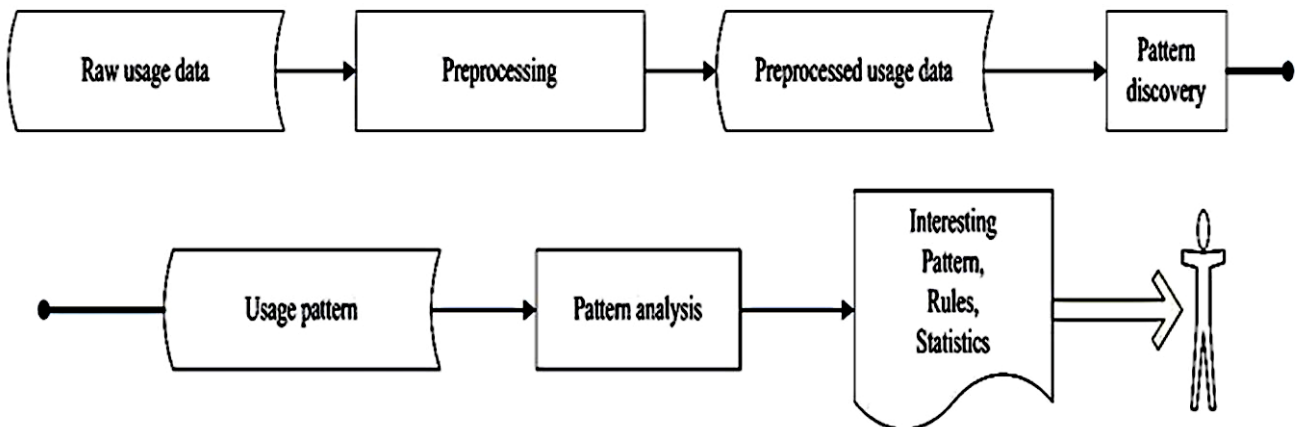 Raw usage data
Preprocessing
Preprocessed usage data
Pattern
discovery
Usage pattern
Pattern analysis
Interesting
Pattern,
Rules,
Statistics